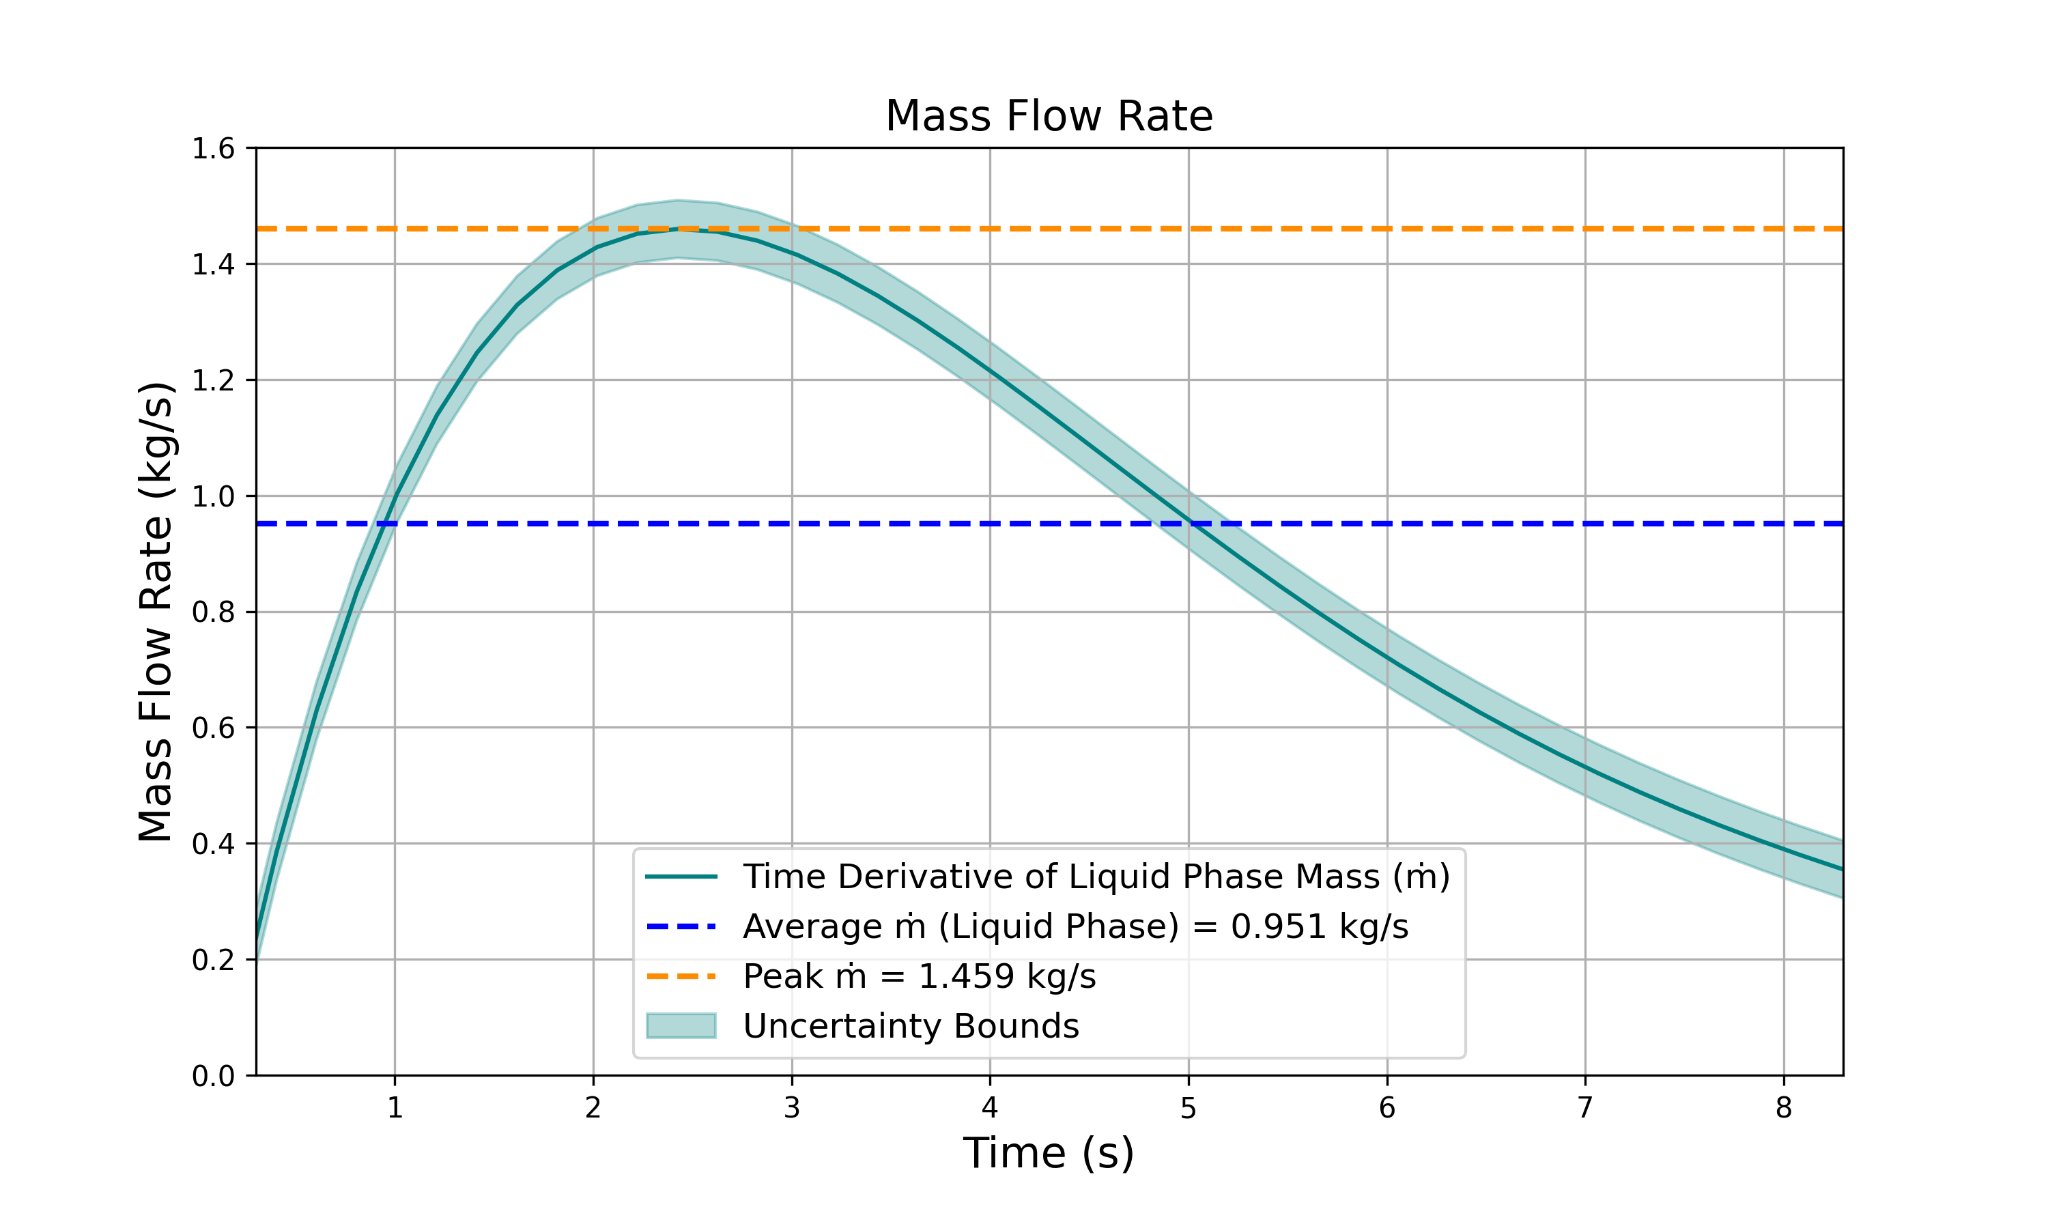 Mass Flow Rate
1.6
1.4
1.2
1.0
0.8
0.6
0.4
0.2
0.0
Mass Flow Rate (kg/s)
Time Derivative of Liquid Phase Mass (ṁ)
Average ṁ (Liquid Phase) = 0.951 kg/s
Peak ṁ = 1.459 kg/s
Uncertainty Bounds
1 2 3 4 5 6 7 8
Time (s)